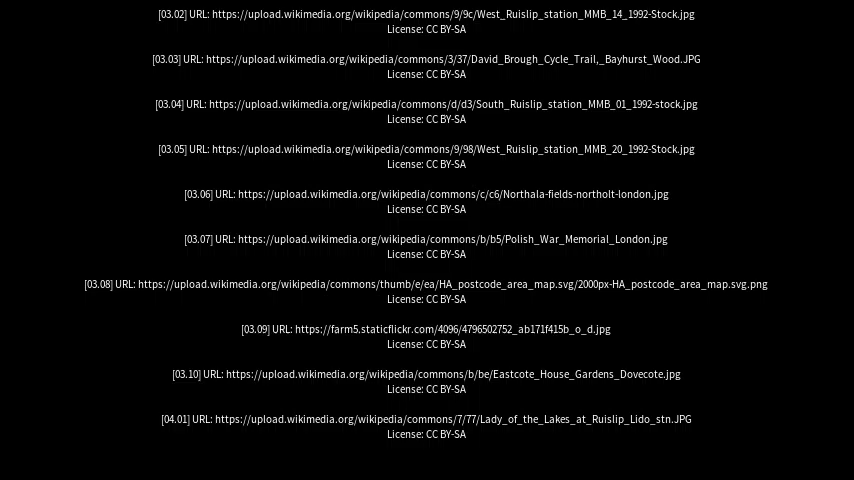 [03.02] URL: https://upload.wikimedia.org/wikipedia/commons/9/9c/West_Ruislip_station_MMB_14_1992-Stock.jpg
License: CC BY-SA
[03.03] URL: https://upload.wikimedia.org/wikipedia/commons/3/37/David_Brough_Cycle_Trail,_Bayhurst_Wood.JPG
License: CC BY-SA
[03.04] URL: https://upload.wikimedia.org/wikipedia/commons/d/d3/South_Ruislip_station_MMB_01_1992-stock.jpg
License: CC BY-SA
[03.05] URL: https://upload.wikimedia.org/wikipedia/commons/9/98/West_Ruislip_station_MMB_20_1992-Stock.jpg
License: CC BY-SA
[03.06] URL: https://upload.wikimedia.org/wikipedia/commons/c/c6/Northala-fields-northolt-london.jpg
License: CC BY-SA
[03.07] URL: https://upload.wikimedia.org/wikipedia/commons/b/b5/Polish_War_Memorial_London.jpg
License: CC BY-SA
[03.08] URL: https://upload.wikimedia.org/wikipedia/commons/thumb/e/ea/HA_postcode_area_map.svg/2000px-HA_postcode_area_map.svg.png
License: CC BY-SA
[03.09] URL: https://farm5.staticflickr.com/4096/4796502752_ab171f415b_o_d.jpg
License: CC BY-SA
[03.10] URL: https://upload.wikimedia.org/wikipedia/commons/b/be/Eastcote_House_Gardens_Dovecote.jpg
License: CC BY-SA
[04.01] URL: https://upload.wikimedia.org/wikipedia/commons/7/77/Lady_of_the_Lakes_at_Ruislip_Lido_stn.JPG
License: CC BY-SA